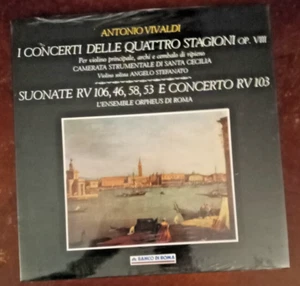 ANTONIO VIVALDI
I CONCERTI DELLE QUATTRO STAGIONI OP. VIII
Per violino principale, archi e cembalo di ripieno
CAMERATA STRUMENTALE DI SANTA CECILIA
Violino solista ANGELO STEFANATO
SUONATE RV 106, 46, 58, 53 E CONCERTO RV 103
L'ENSEMBLE ORPHEUS DI ROMA
BANCO DI ROMA